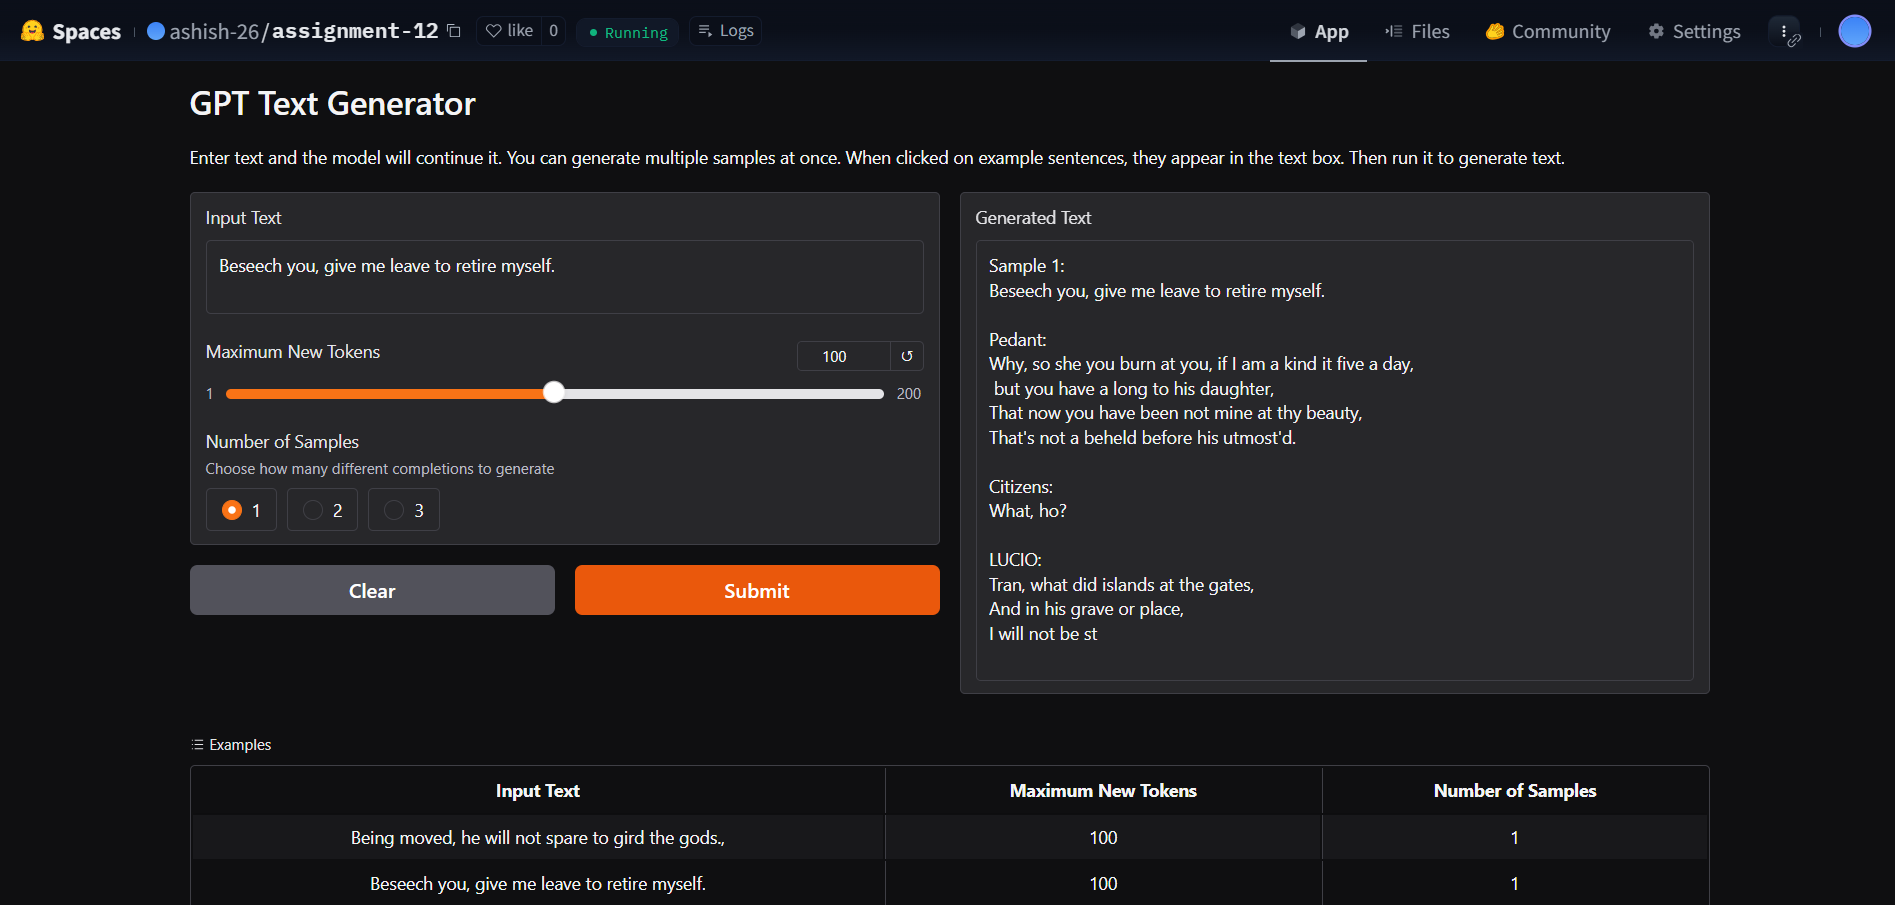 Spaces
ashish-26/assignment-12
like 0
Running
Logs
App
Files
Community
Settings
GPT Text Generator
Enter text and the model will continue it. You can generate multiple samples at once. When clicked on example sentences, they appear in the text box. Then run it to generate text.
Input Text
Beseech you, give me leave to retire myself.
Maximum New Tokens
100
1
200
Number of Samples
Choose how many different completions to generate
1
2
3
Clear
Submit
Generated Text
Sample 1:
Beseech you, give me leave to retire myself.
Pedant:
Why, so she you burn at you, if I am a kind it five a day,
but you have a long to his daughter,
That now you have been not mine at thy beauty,
That's not a beheld before his utmost'd.
Citizens:
What, ho?
LUCIO:
Tran, what did islands at the gates,
And in his grave or place,
I will not be st
Examples
Input Text Maximum New Tokens Number of Samples
Being moved, he will not spare to gird the gods., 100 1
Beseech you, give me leave to retire myself. 100 1